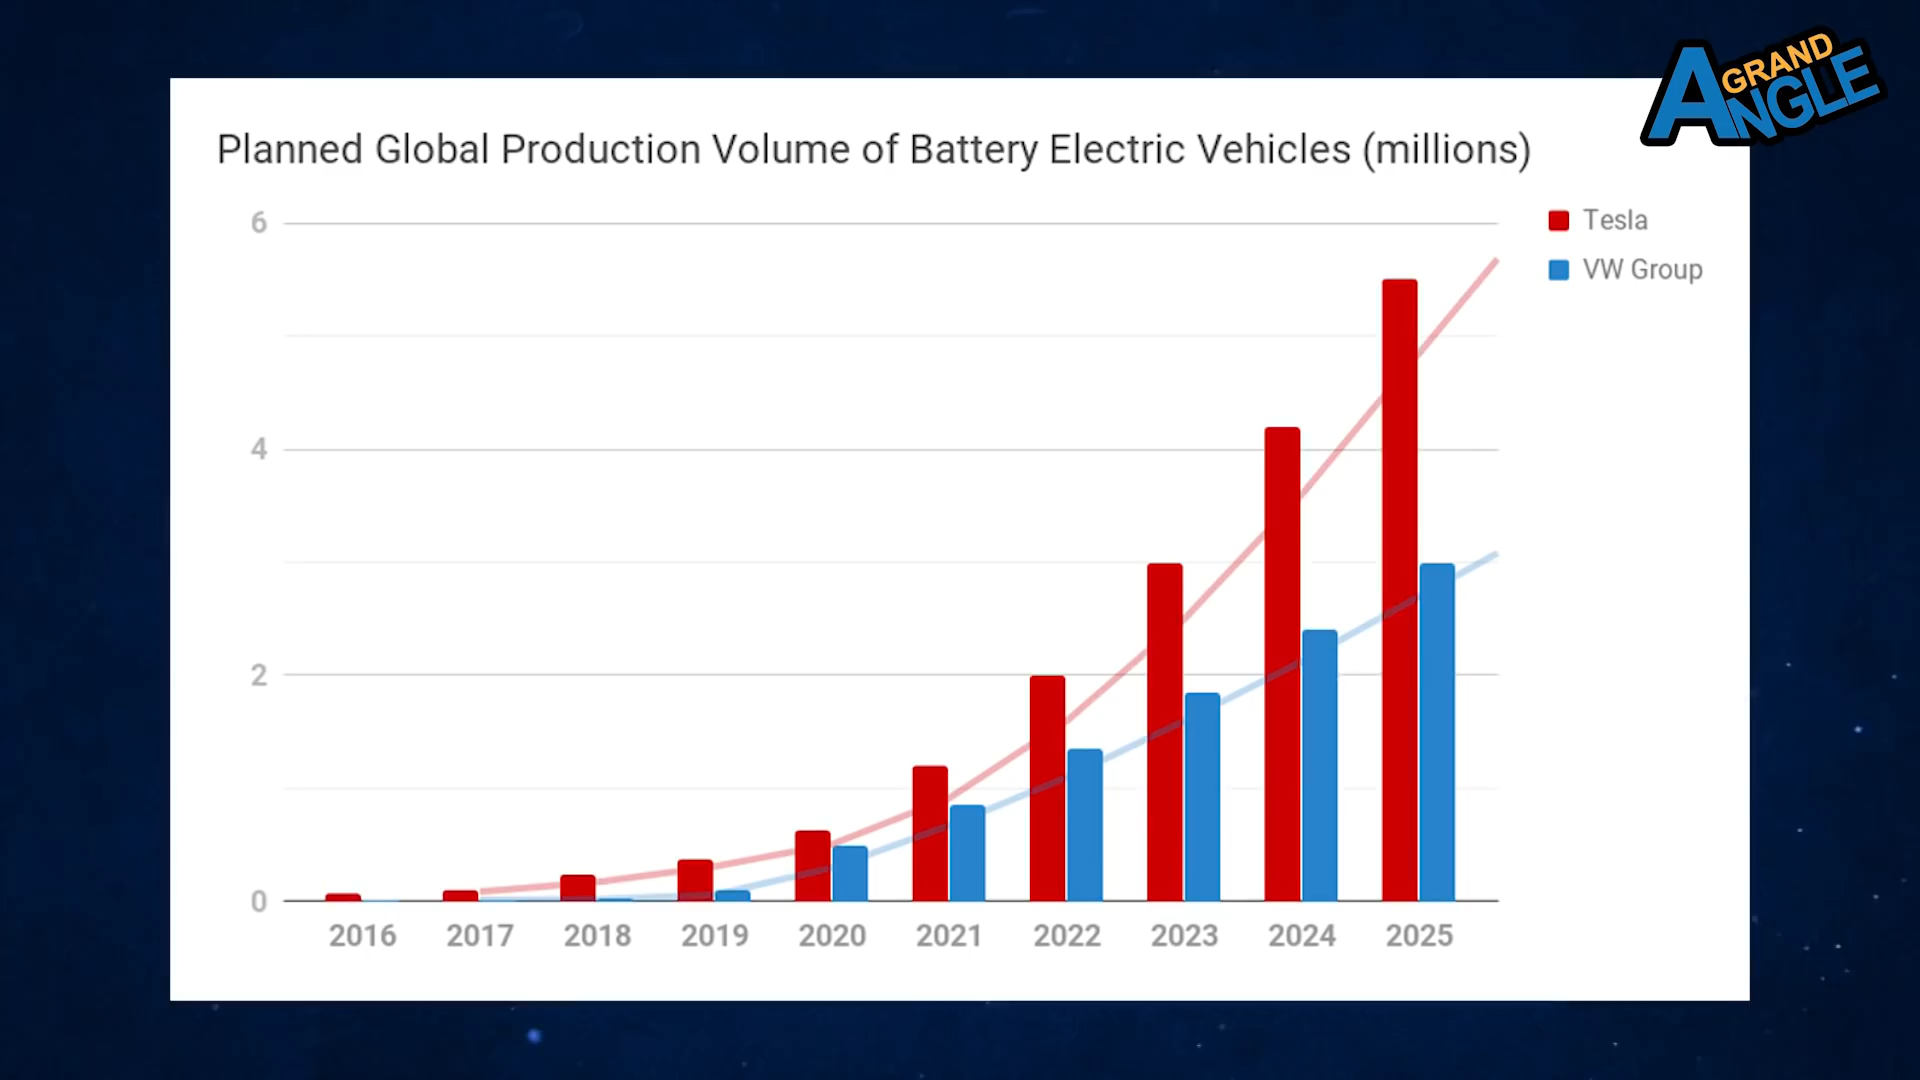 A GRAND
ANGLE
Planned Global Production Volume of Battery Electric Vehicles (millions)
Tesla
VW Group
6
4
2
0
2016 2017 2018 2019 2020 2021 2022 2023 2024 2025